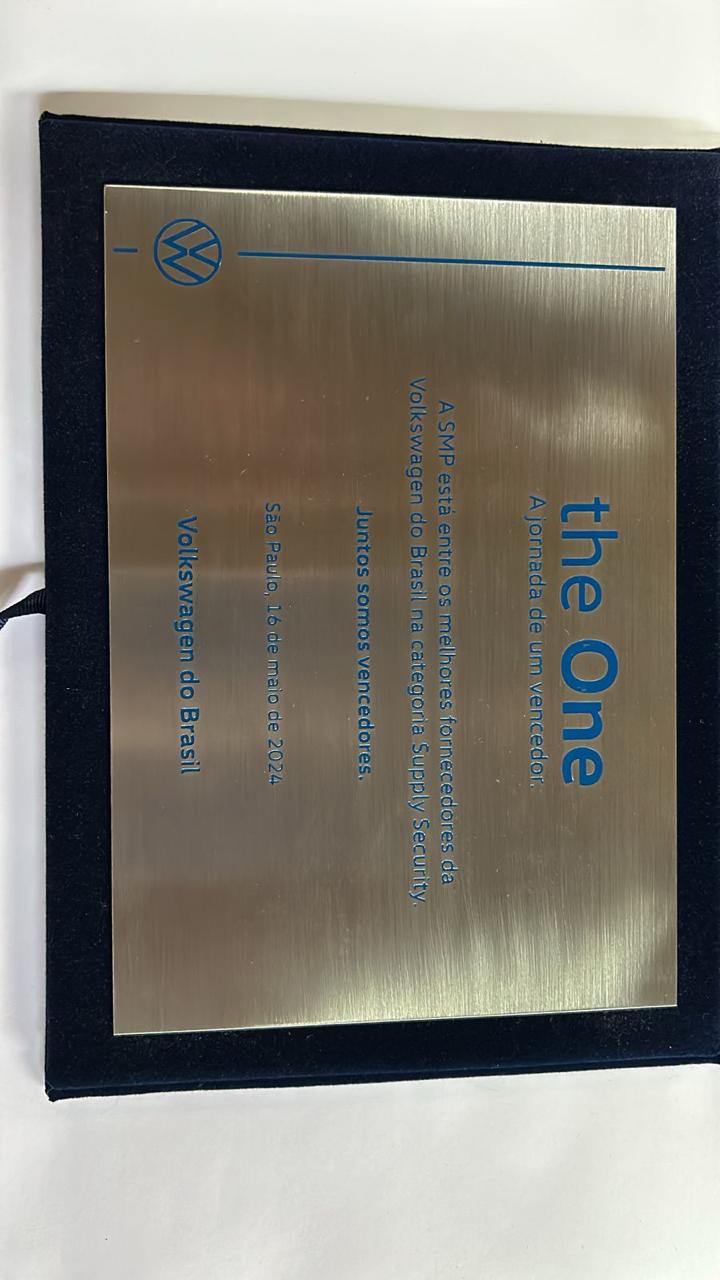 the One
A jornada de um vencedor.
A SMP está entre os melhores fornecedores da
Volkswagen do Brasil na categoria Supply Security.
Juntos somos vencedores.
São Paulo, 16 de maio de 2024
Volkswagen do Brasil